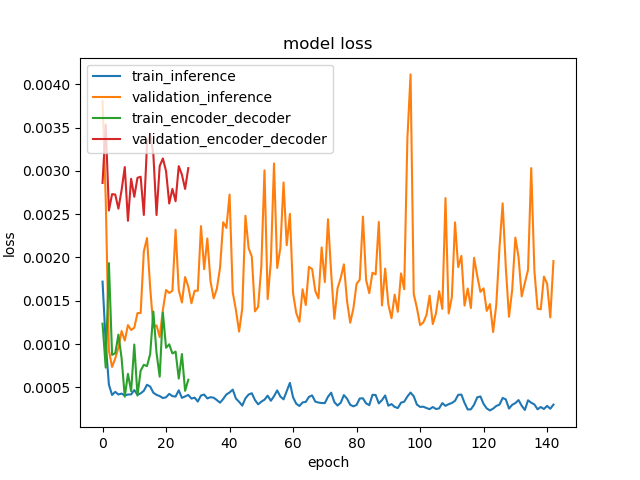 model loss
train_inference
validation_inference
train_encoder_decoder
validation_encoder_decoder
0.0040
0.0035
0.0030
0.0025
0.0020
0.0015
0.0010
0.0005
loss
0 20 40 60 80 100 120 140
epoch